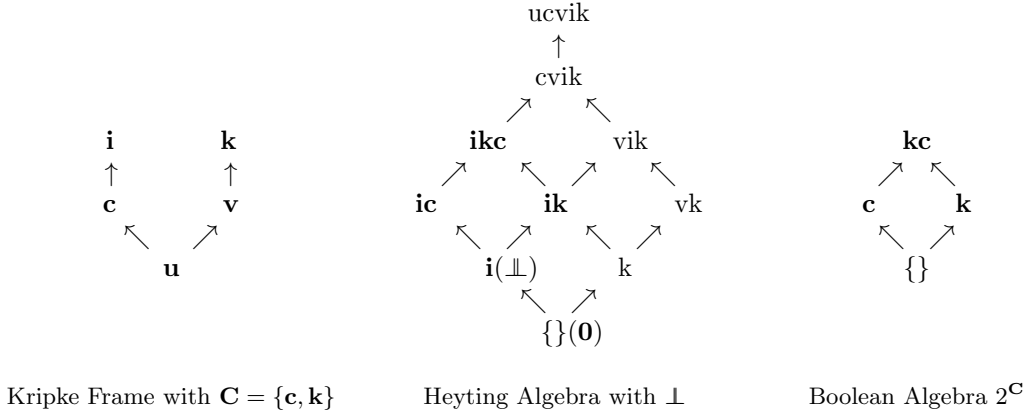 ucvik
cvik
i k ikc vik kc
c v ic ik vk c k
u i(⫫) k {}
{}(0)
Kripke Frame with C = {c, k} Heyting Algebra with ⫫ Boolean Algebra 2^C